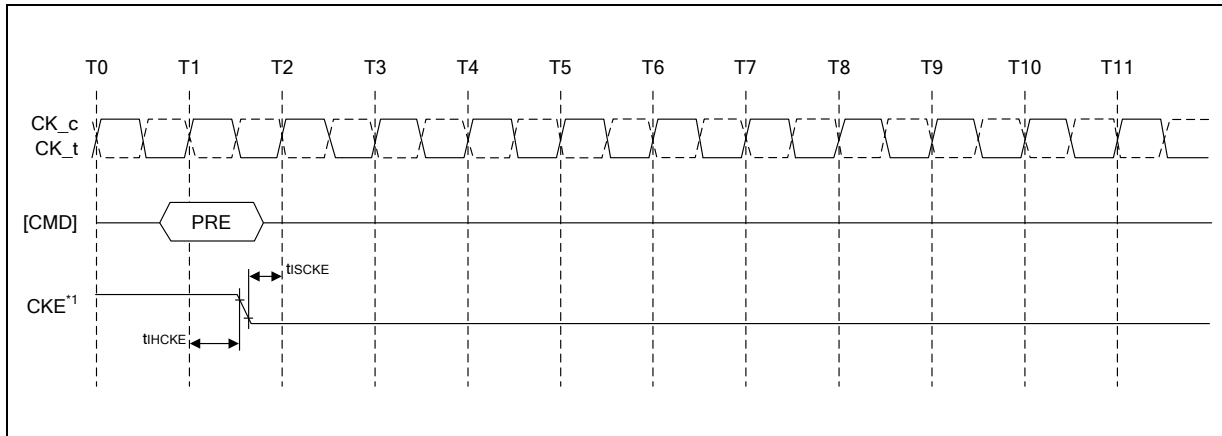 T0 T1 T2 T3 T4 T5 T6 T7 T8 T9 T10 T11
CK_c
CK_t
[CMD] PRE
tISCKE
CKE*1
tIHCKE